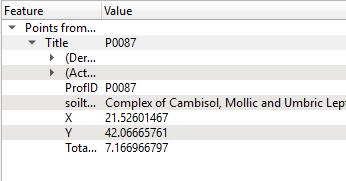 Feature Value
Points from...
Title P0087
(Der...
(Act...
ProfID P0087
soilt... Complex of Cambisol, Mollic and Umbric Lept
X 21.52601467
Y 42.06665761
Tota... 7.166966797